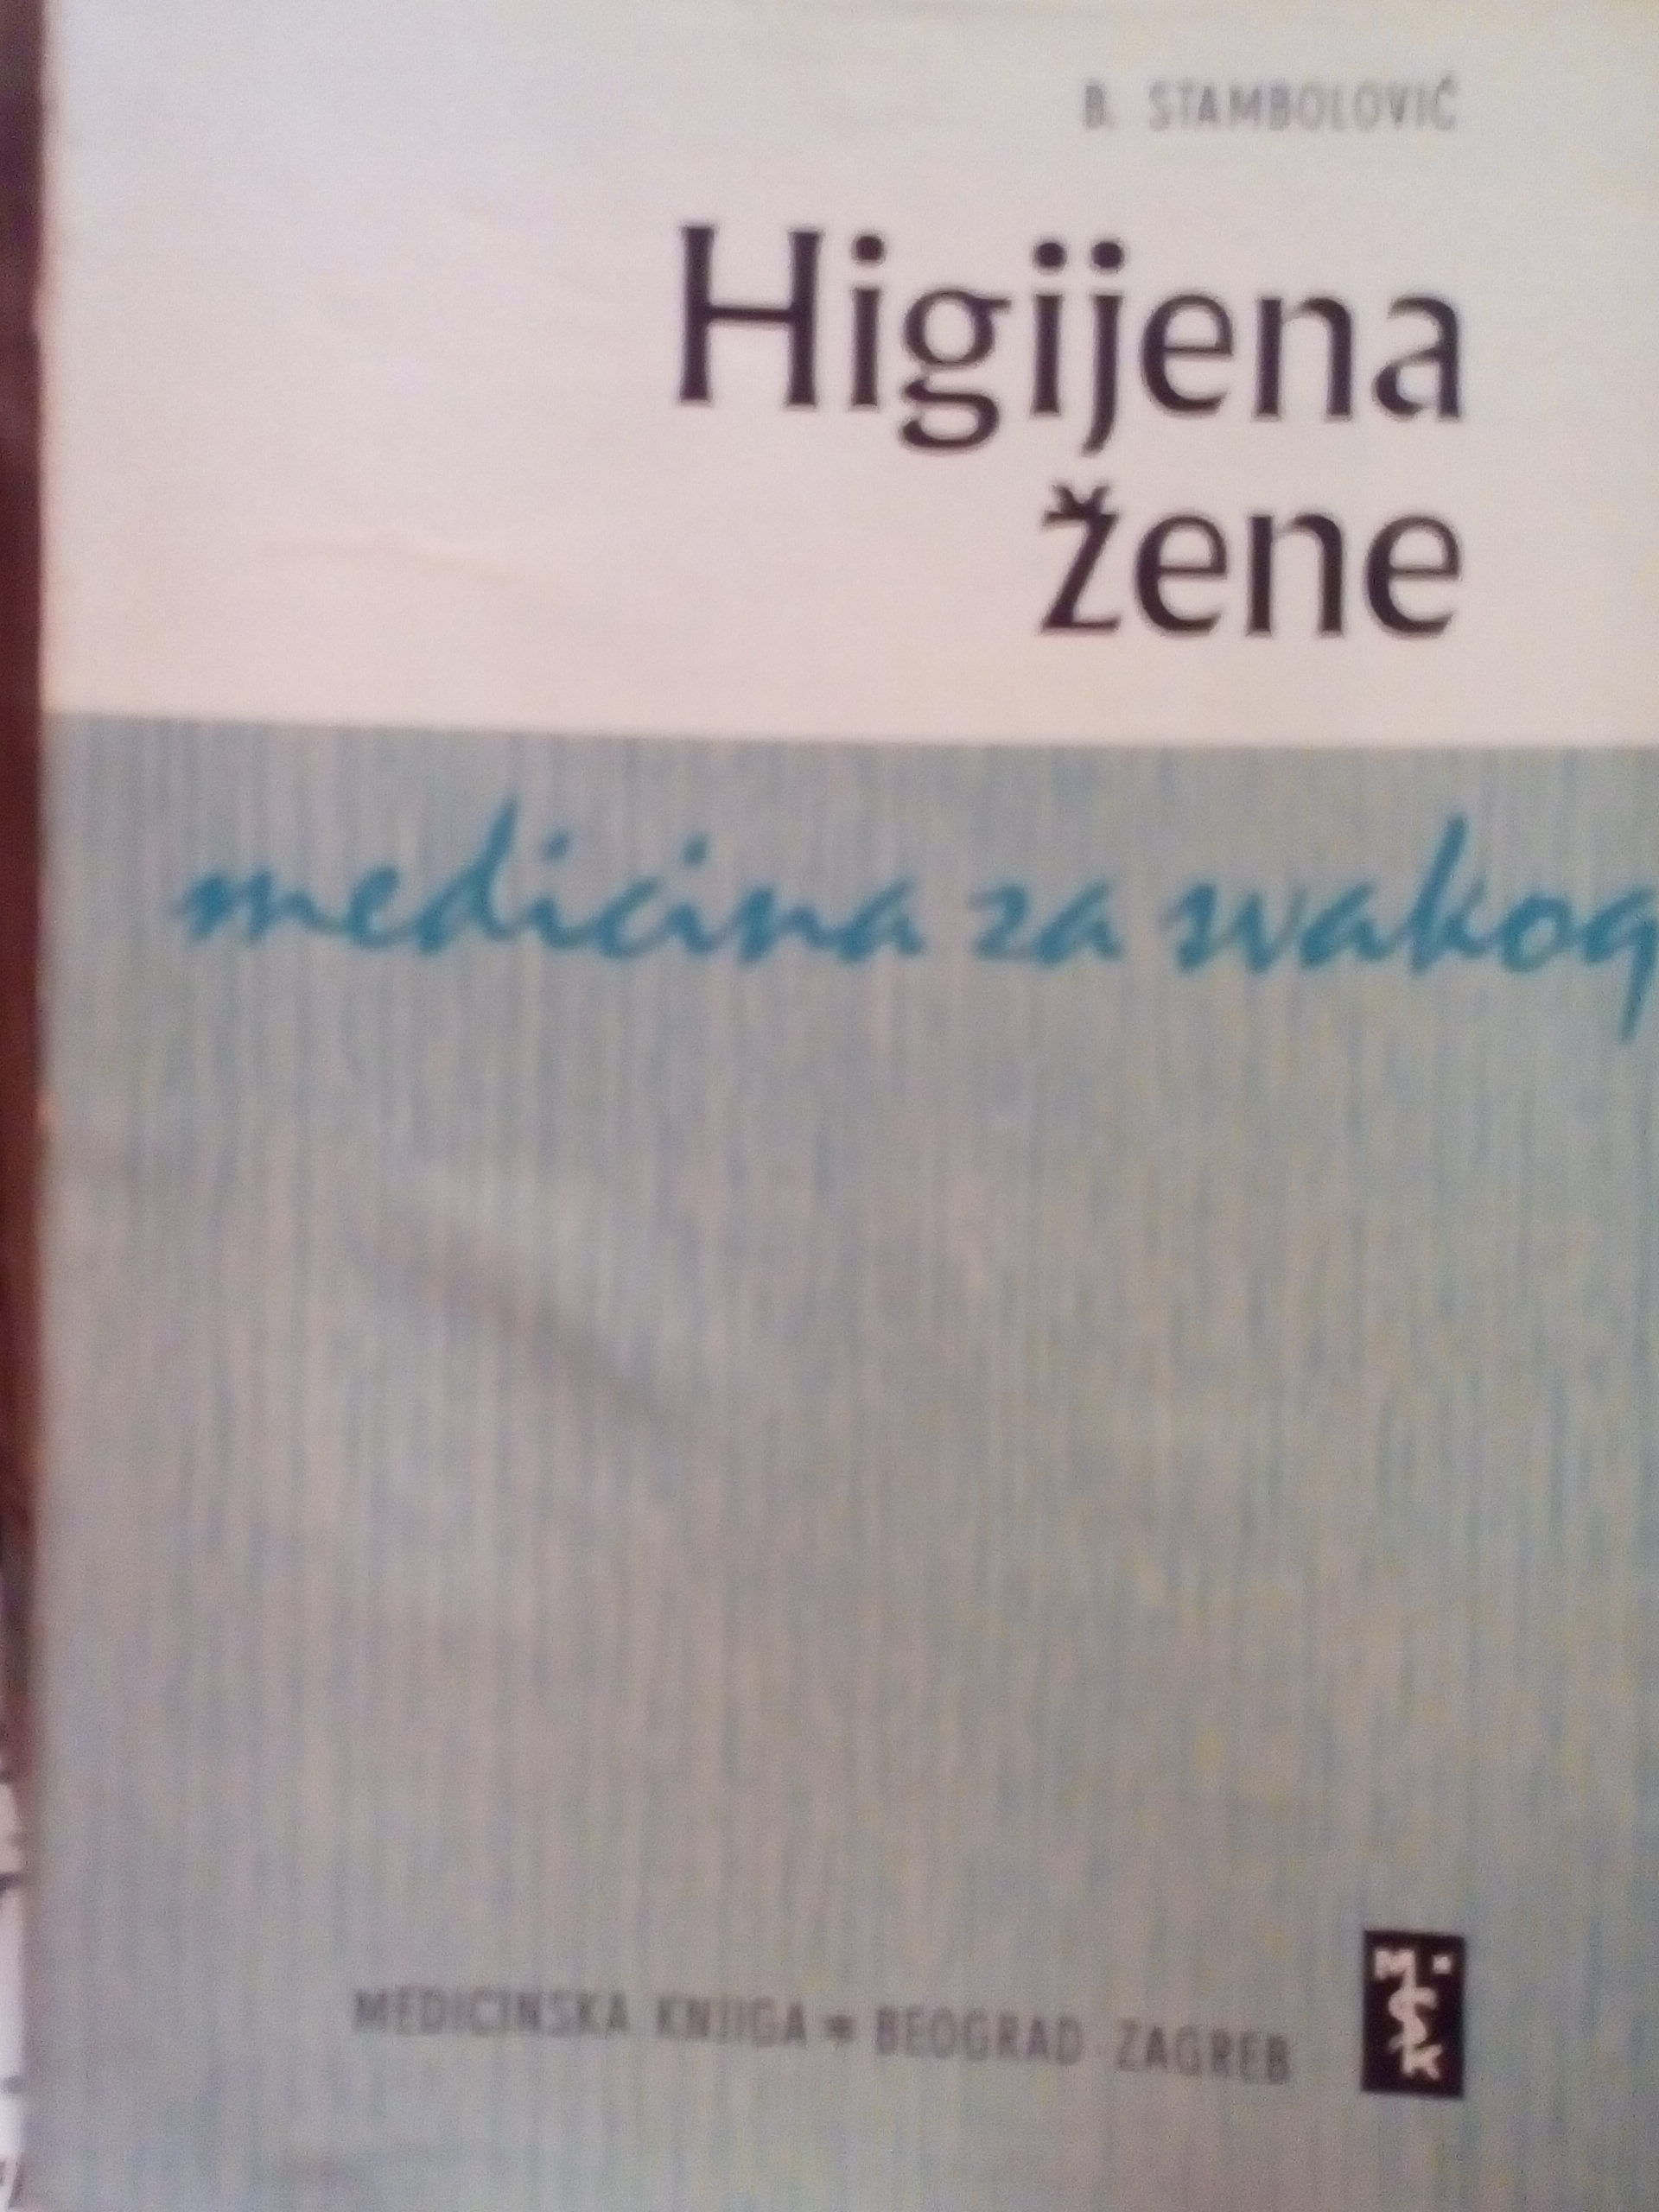 B. STAMBOLOVIĆ
Higijena
žene
medicina za svakog
MEDICINSKA KNJIGA * BEOGRAD ZAGREB
M
S
K